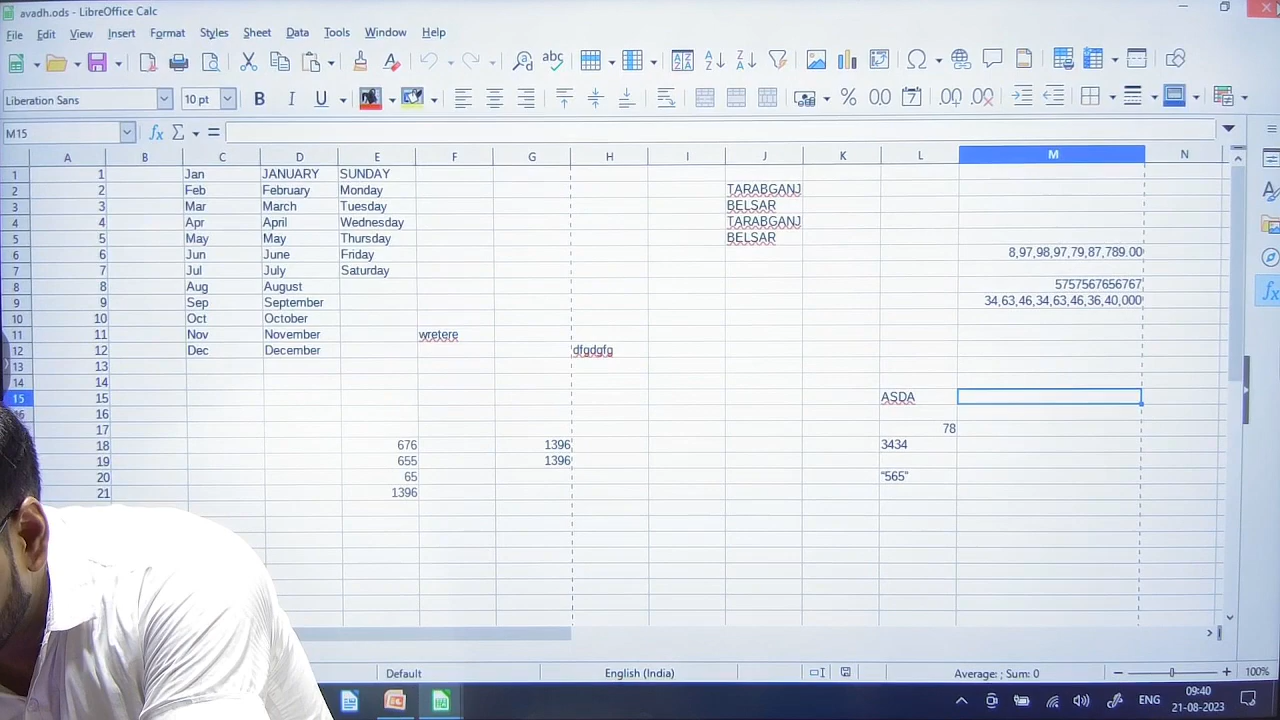 avadh.ods - LibreOffice Calc
File Edit View Insert Format Styles Sheet Data Tools Window Help
Liberation Sans 10 pt
M15
A B C D E F G H I J K L M N
1 1 Jan JANUARY SUNDAY
2 2 Feb February Monday TARABGANJ
3 3 Mar March Tuesday BELSAR
4 4 Apr April Wednesday TARABGANJ
5 5 May May Thursday BELSAR
6 6 Jun June Friday 8,97,98,97,79,87,789.00
7 7 Jul July Saturday
8 8 Aug August 5757567656767
9 9 Sep September 34,63,46,34,63,46,36,40,000
10 10 Oct October
11 11 Nov November wretere
12 12 Dec December dfgdgfg
13 13
14 14
15 15 ASDA
16
17 78
18 676 1396 3434
19 655 1396
20 65 "565"
21 1396
Default English (India) Average: ; Sum: 0 100%
ENG 09:40
21-08-2023